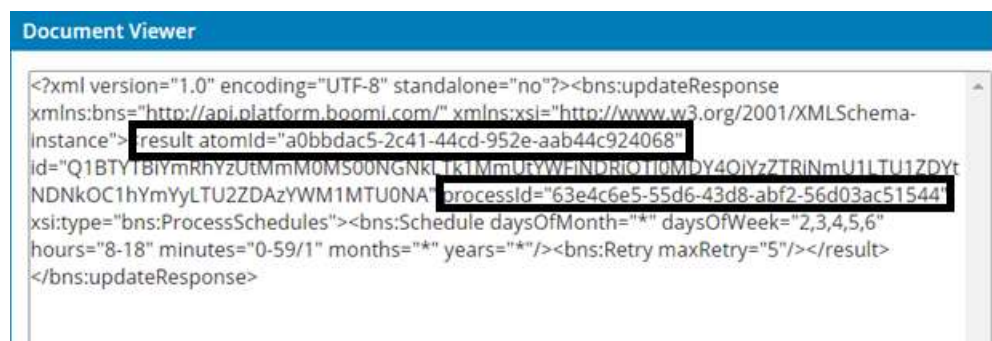 Document Viewer
<?xml version="1.0" encoding="UTF-8" standalone="no"?><bns:updateResponse
xmlns:bns="http://api.platform.boomi.com/" xmlns:xsi="http://www.w3.org/2001/XMLSchema-
instance"><result atomId="a0bbdac5-2c41-44cd-952e-aab44c924068"
id="Q1BTYTBiYmRhYzUtMmM0MS00NGNkLTk1MmUtYWFiNDRjOTI0MDY4OjYzZTRjNmU1LTU1ZDYt
NDNkOC1hYmYyLTU2ZDAzYWM1MTU0NA" processId="63e4c6e5-55d6-43d8-abf2-56d03ac51544"
xsi:type="bns:ProcessSchedules"><bns:Schedule daysOfMonth="*" daysOfWeek="2,3,4,5,6"
hours="8-18" minutes="0-59/1" months="*" years="*"/><bns:Retry maxRetry="5"/></result>
</bns:updateResponse>